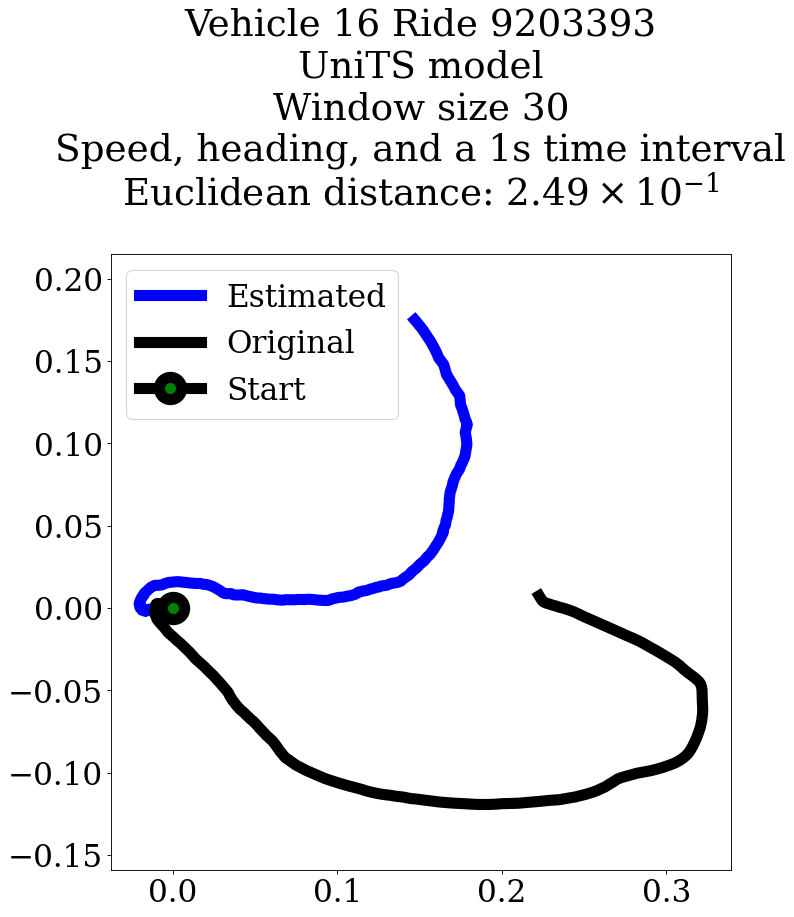 Vehicle 16 Ride 9203393
UniTS model
Window size 30
Speed, heading, and a 1s time interval
Euclidean distance: 2.49 × 10⁻¹
Estimated
Original
Start
0.20
0.15
0.10
0.05
0.00
−0.05
−0.10
−0.15
0.0 0.1 0.2 0.3